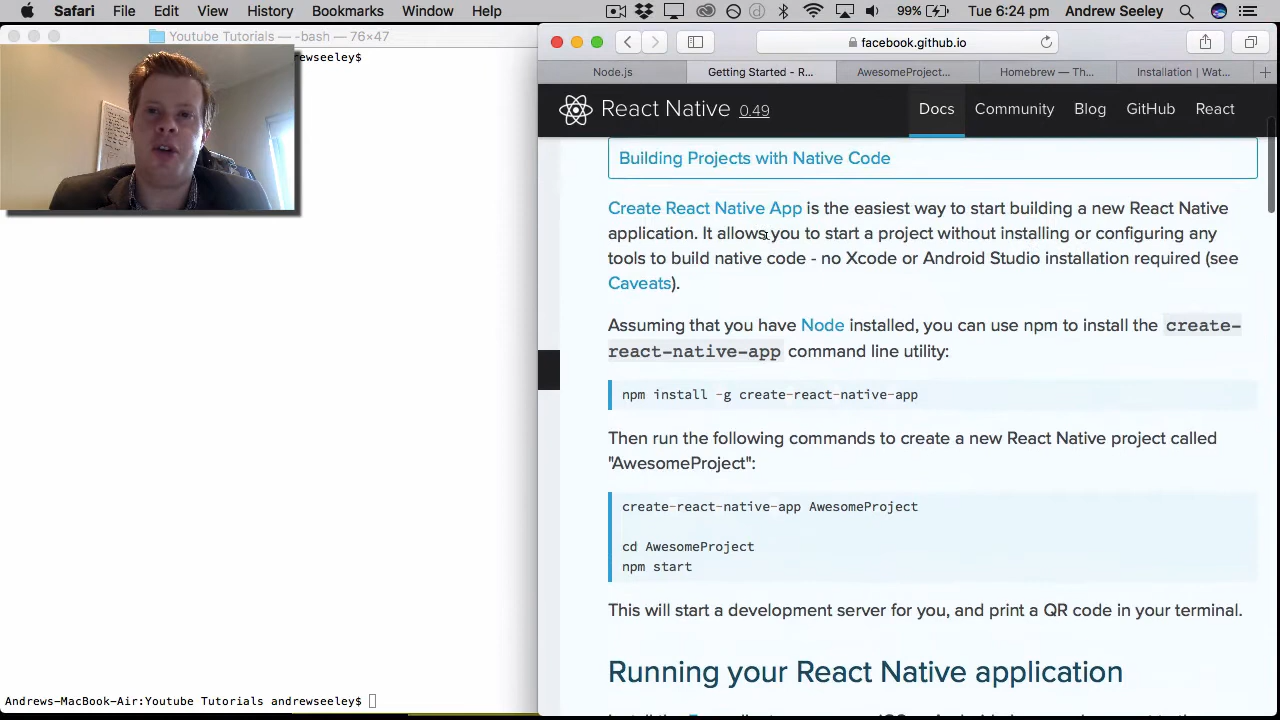 Safari File Edit View History Bookmarks Window Help 99% Tue 6:24 pm Andrew Seeley
Youtube Tutorials — -bash — 76×47
rewseeley$
Andrews-MacBook-Air:Youtube Tutorials andrewseeley$
facebook.github.io
Node.js Getting Started - R... AwesomeProject... Homebrew — Th... Installation | Wat...
React Native 0.49 Docs Community Blog GitHub React
Building Projects with Native Code
Create React Native App is the easiest way to start building a new React Native
application. It allows you to start a project without installing or configuring any
tools to build native code - no Xcode or Android Studio installation required (see
Caveats).
Assuming that you have Node installed, you can use npm to install the create-
react-native-app command line utility:
npm install -g create-react-native-app
Then run the following commands to create a new React Native project called
"AwesomeProject":
create-react-native-app AwesomeProject
cd AwesomeProject
npm start
This will start a development server for you, and print a QR code in your terminal.
Running your React Native application